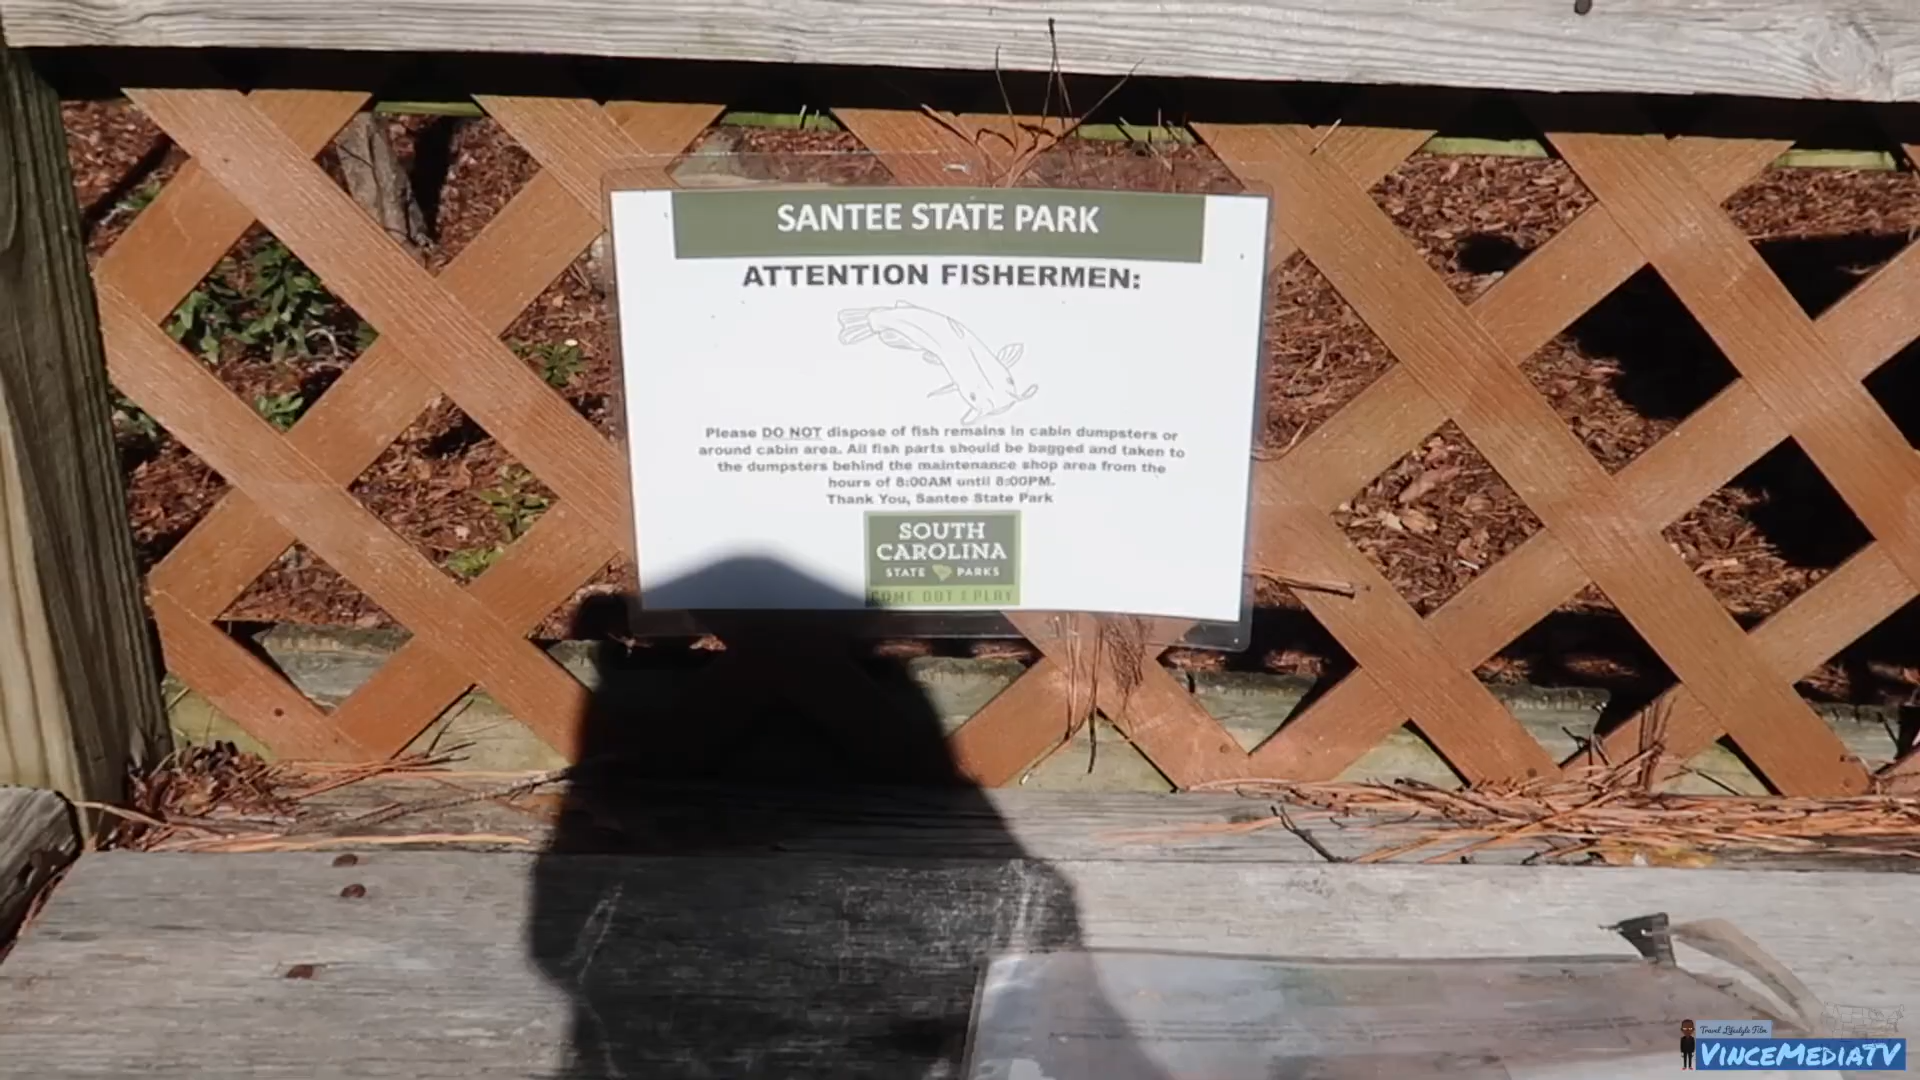 SANTEE STATE PARK
ATTENTION FISHERMEN:
Please DO NOT dispose of fish remains in cabin dumpsters or
around cabin area. All fish parts should be bagged and taken to
the dumpsters behind the maintenance shop area from the
hours of 8:00AM until 8:00PM.
Thank You, Santee State Park
SOUTH
CAROLINA
STATE PARKS
COME OUT & PLAY
Travel Lifestyle Film
VINCEMEDIATV